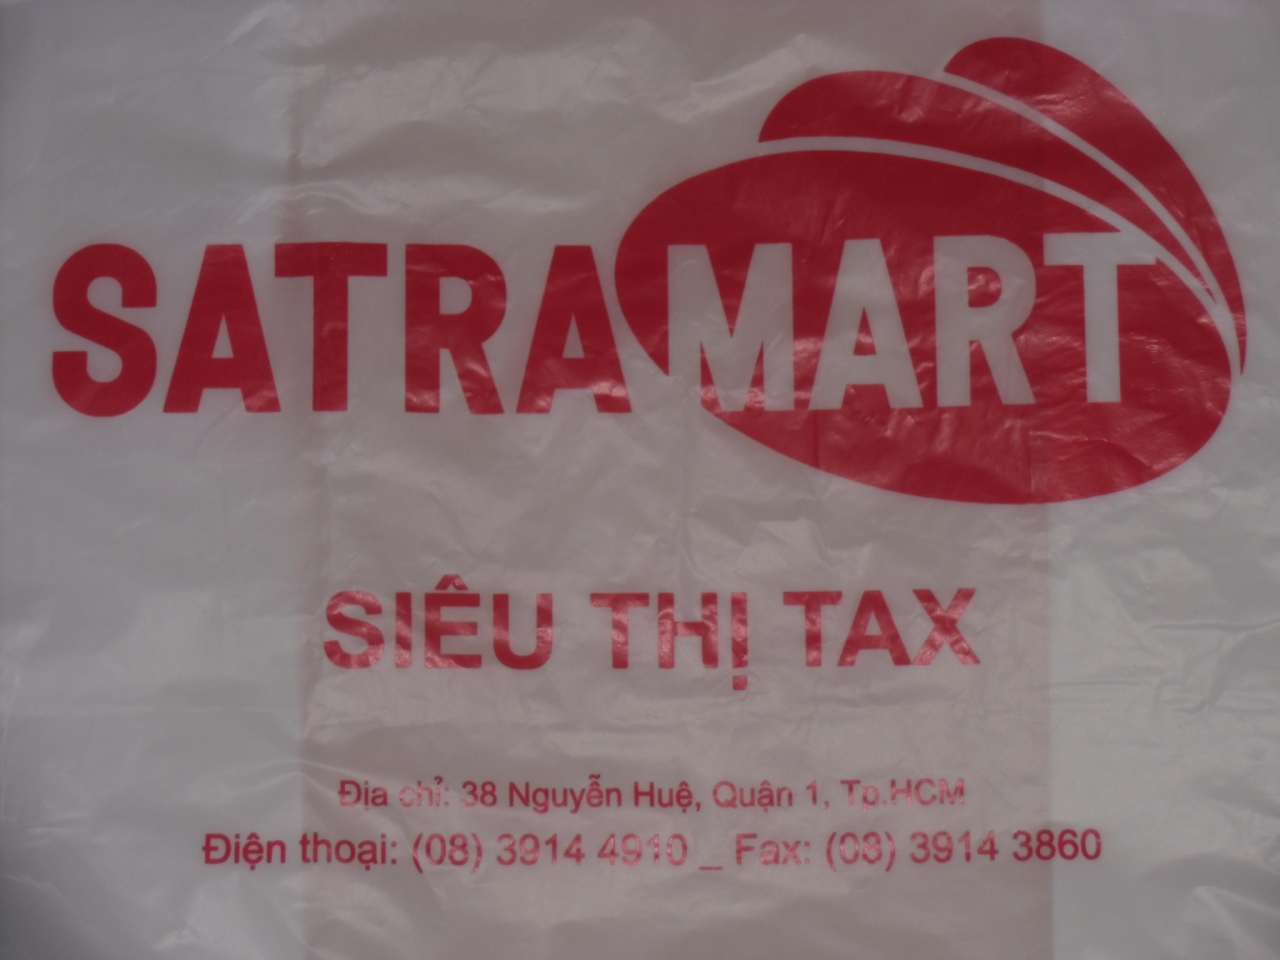 SATRAMART
SIÊU THỊ TAX
Địa chỉ: 38 Nguyễn Huệ, Quận 1, Tp.HCM
Điện thoại: (08) 3914 4910 _ Fax: (08) 3914 3860